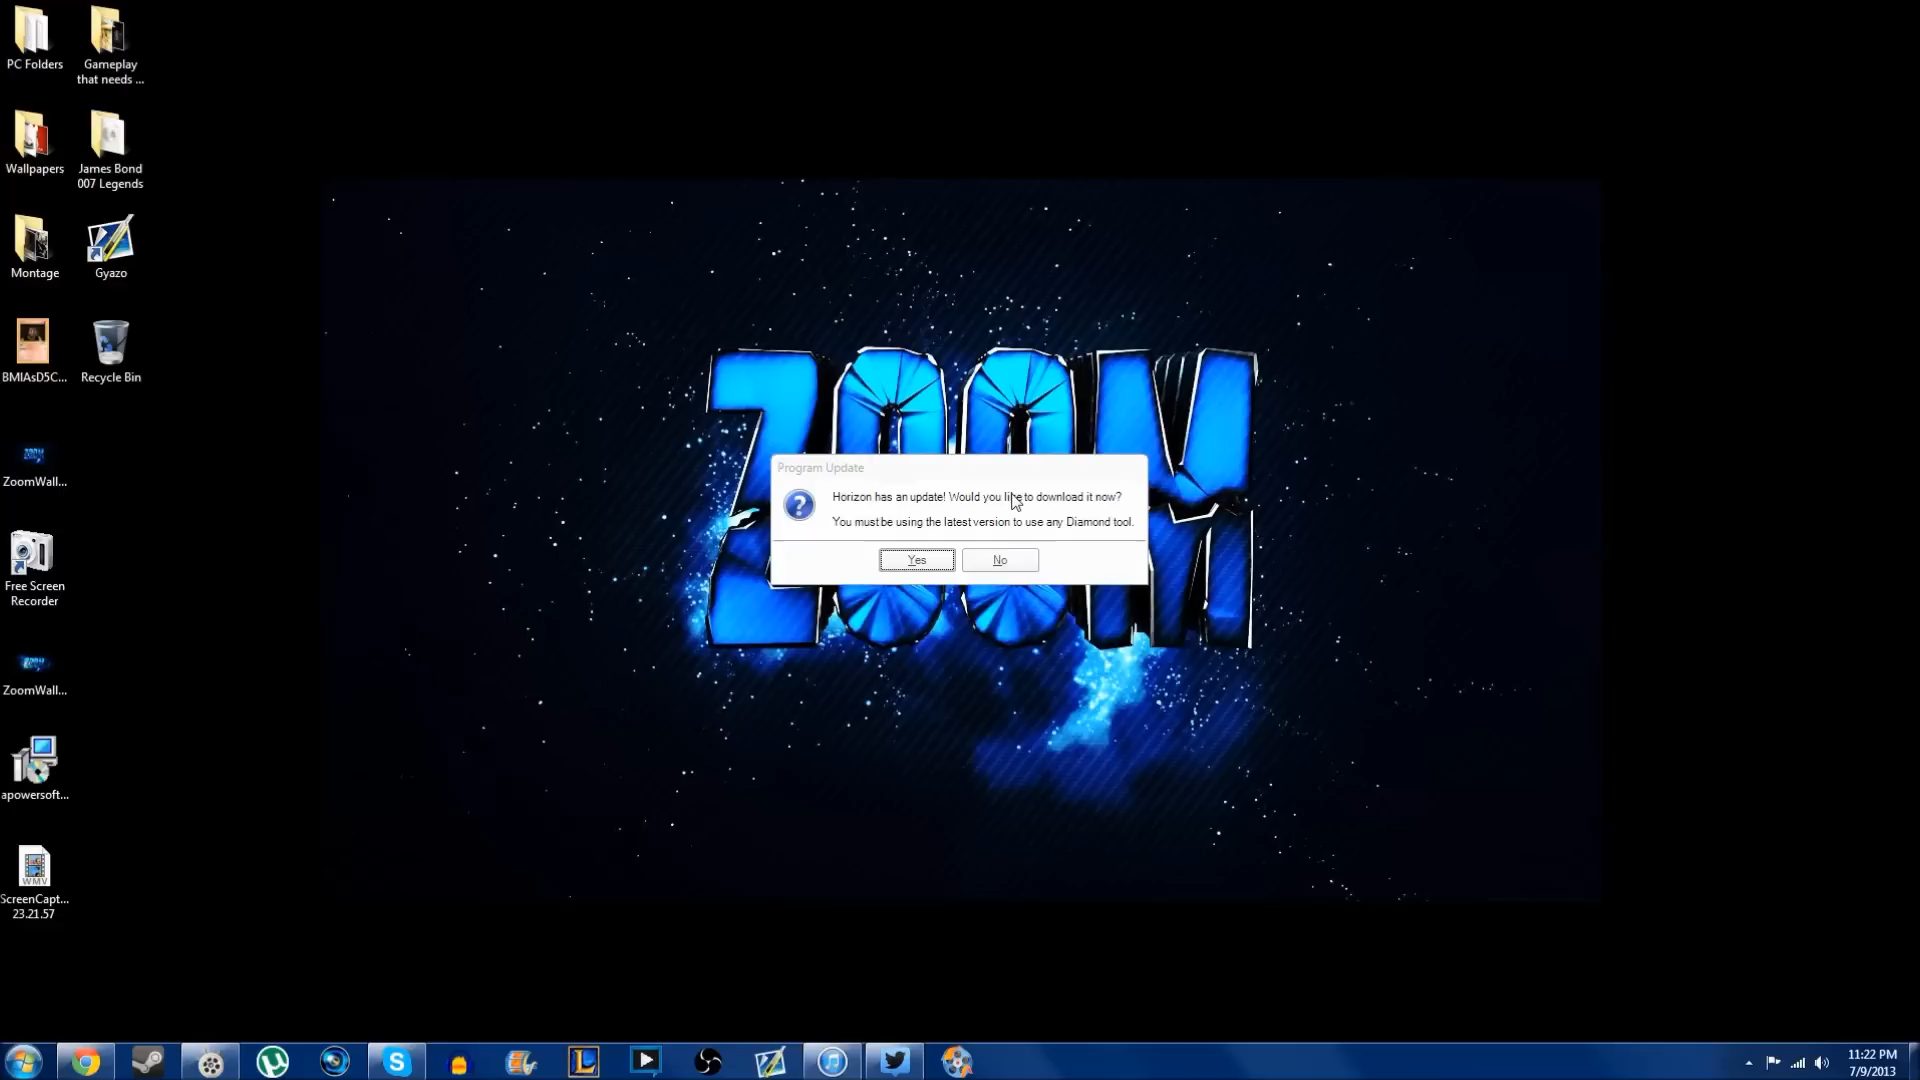 PC Folders
Gameplay
that needs ...
Wallpapers
James Bond
007 Legends
Montage
Gyazo
BMIAsD5C...
Recycle Bin
ZoomWall...
Free Screen
Recorder
ZoomWall...
apowersoft...
WMV
ScreenCapt...
23.21.57
ZOOM
Program Update
Horizon has an update! Would you like to download it now?
You must be using the latest version to use any Diamond tool.
Yes
No
11:22 PM
7/9/2013